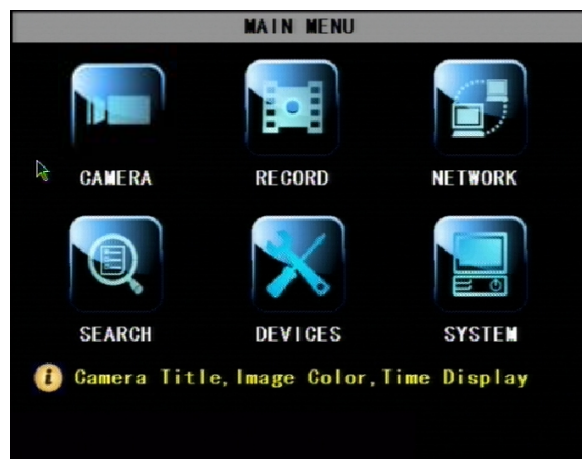 MAIN MENU
CAMERA RECORD NETWORK
SEARCH DEVICES SYSTEM
i Camera Title,Image Color,Time Display